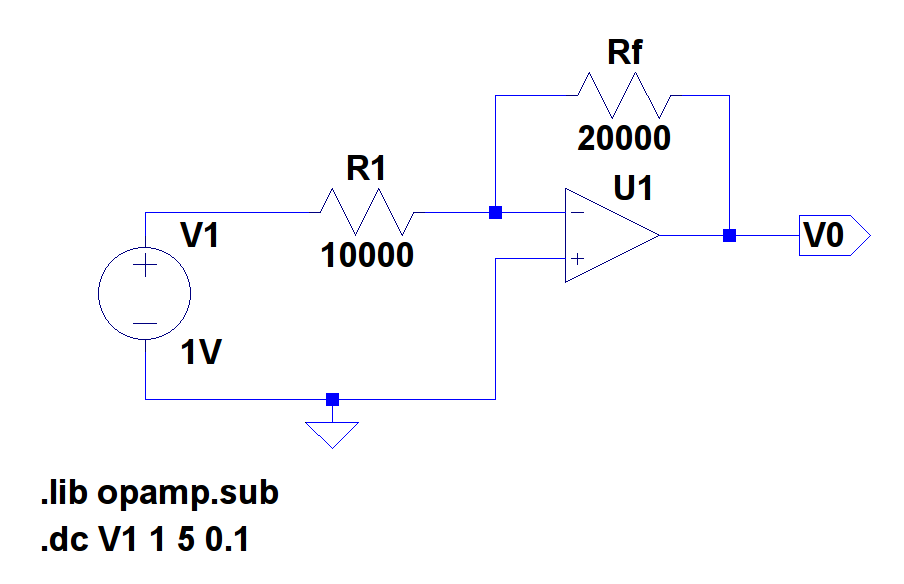 Rf
20000
R1
10000
U1
V1
1V
V0
.lib opamp.sub
.dc V1 1 5 0.1